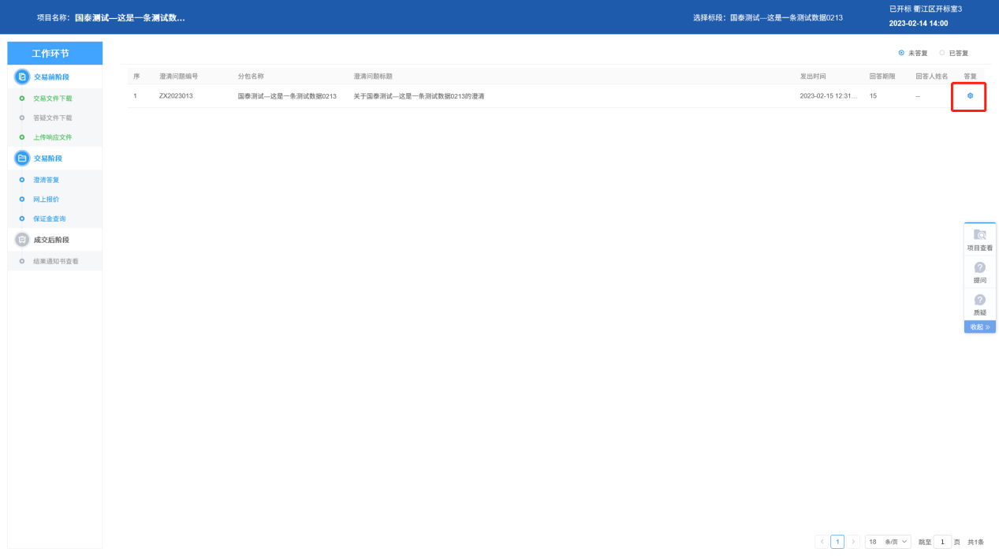 项目名称: 国泰测试—这是一条测试数...
选择标段: 国泰测试—这是一条测试数据0213
已开标 衢江区开标室3
2023-02-14 14:00
工作环节
未答复 已答复
交易前阶段
交易文件下载
答疑文件下载
上传响应文件
交易阶段
澄清答复
网上报价
保证金查询
成交后阶段
结果通知书查看
序 澄清问题编号 分包名称 澄清问题标题 发出时间 回答期限 回答人姓名 答复
1 ZX2023013 国泰测试—这是一条测试数据0213 关于国泰测试—这是一条测试数据0213的澄清 2023-02-15 12:31... 15 --
项目查看
提问
质疑
收起 »
< 1 > 18 条/页 跳至 1 页 共1条